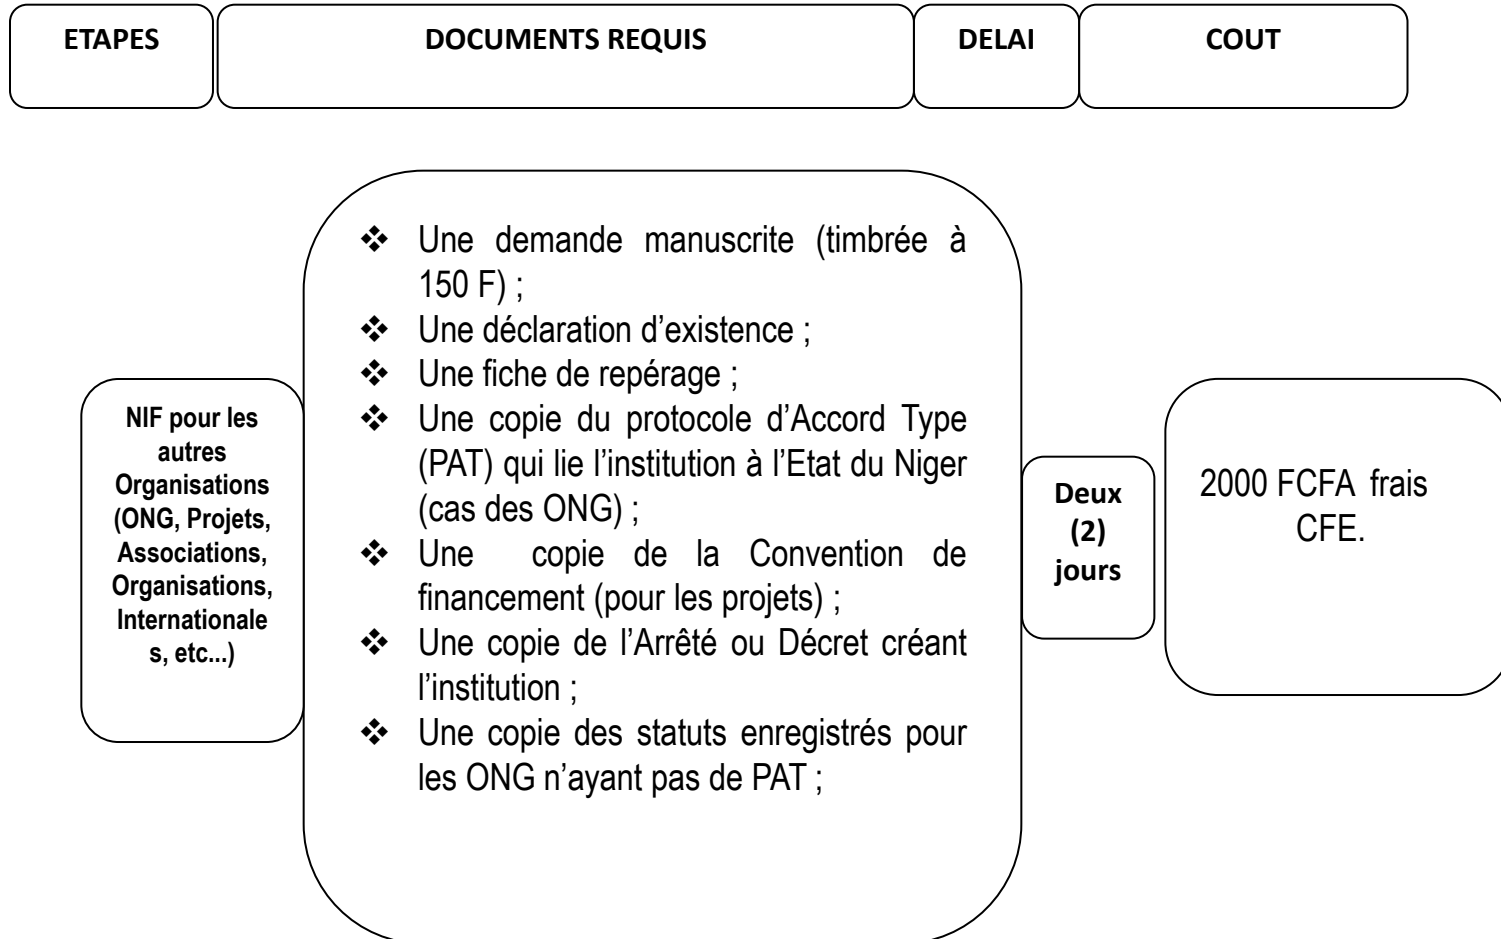 ETAPES
DOCUMENTS REQUIS
DELAI
COUT
NIF pour les
autres
Organisations
(ONG, Projets,
Associations,
Organisations,
Internationale
s, etc...)
❖ Une demande manuscrite (timbrée à
150 F) ;
❖ Une déclaration d’existence ;
❖ Une fiche de repérage ;
❖ Une copie du protocole d’Accord Type
(PAT) qui lie l’institution à l’Etat du Niger
(cas des ONG) ;
❖ Une copie de la Convention de
financement (pour les projets) ;
❖ Une copie de l’Arrêté ou Décret créant
l’institution ;
❖ Une copie des statuts enregistrés pour
les ONG n’ayant pas de PAT ;
Deux
(2)
jours
2000 FCFA frais
CFE.